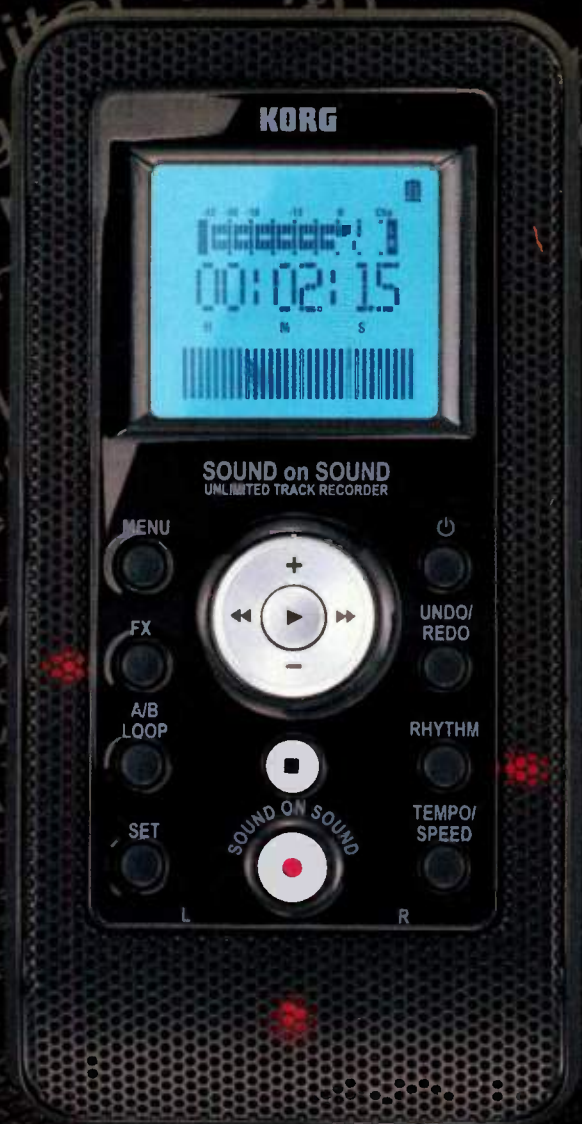 KORG
00:02:15
H M S
SOUND on SOUND
UNLIMITED TRACK RECORDER
MENU
UNDO/
REDO
FX
A/B
LOOP
RHYTHM
SOUND ON SOUND
TEMPO/
SPEED
SET
L R